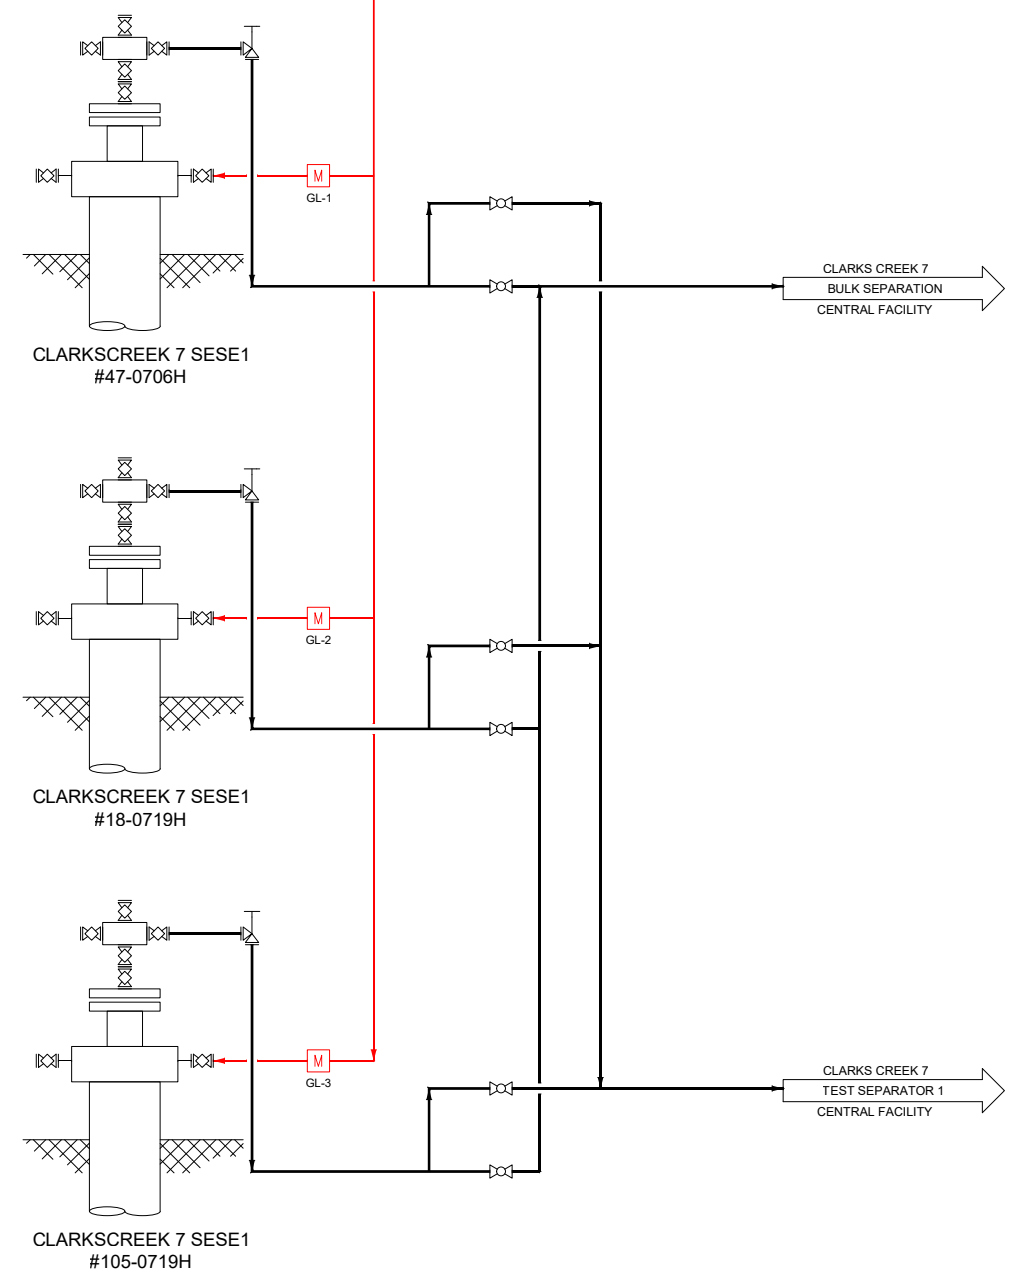 M
GL-1
CLARKS CREEK 7
BULK SEPARATION
CENTRAL FACILITY
CLARKSCREEK 7 SESE1
#47-0706H
M
GL-2
CLARKSCREEK 7 SESE1
#18-0719H
M
GL-3
CLARKS CREEK 7
TEST SEPARATOR 1
CENTRAL FACILITY
CLARKSCREEK 7 SESE1
#105-0719H